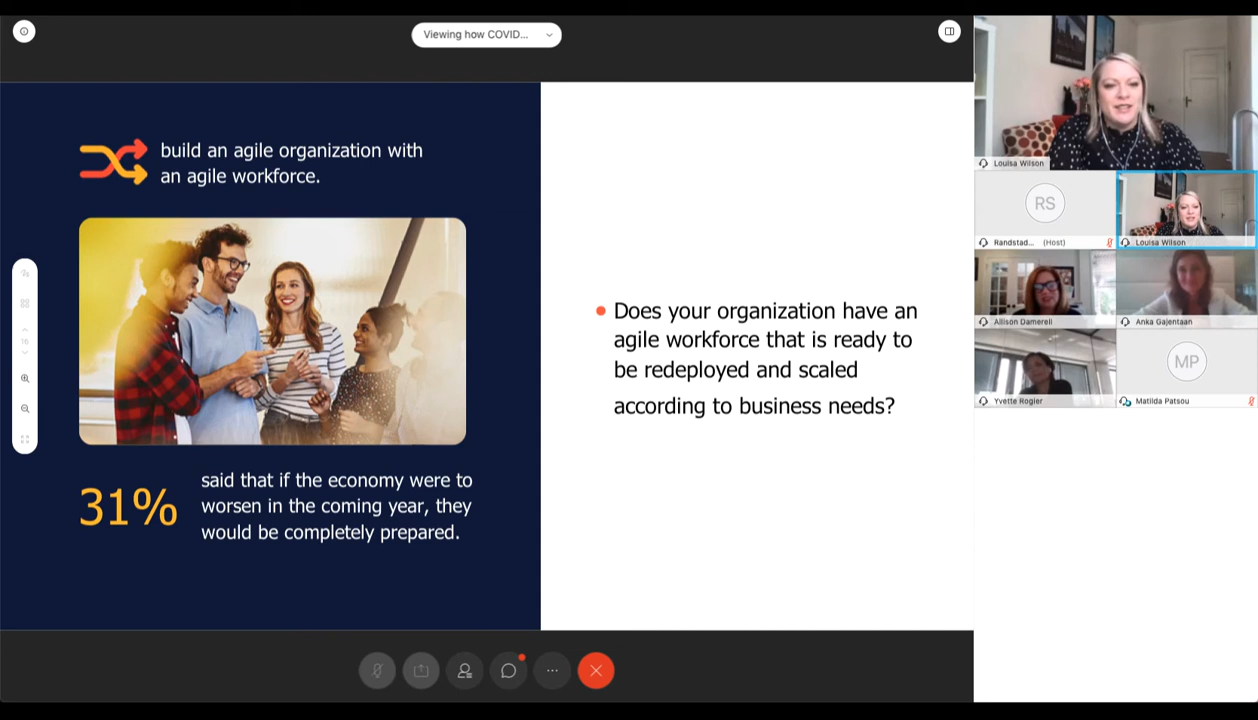 Viewing how COVID...
build an agile organization with
an agile workforce.
31%
said that if the economy were to
worsen in the coming year, they
would be completely prepared.
Does your organization have an
agile workforce that is ready to
be redeployed and scaled
according to business needs?
16
Louisa Wilson
RS
Randstad... (Host)
Louisa Wilson
Allison Damerell
Anka Gajentaan
Yvette Rogier
MP
Matilda Patsou